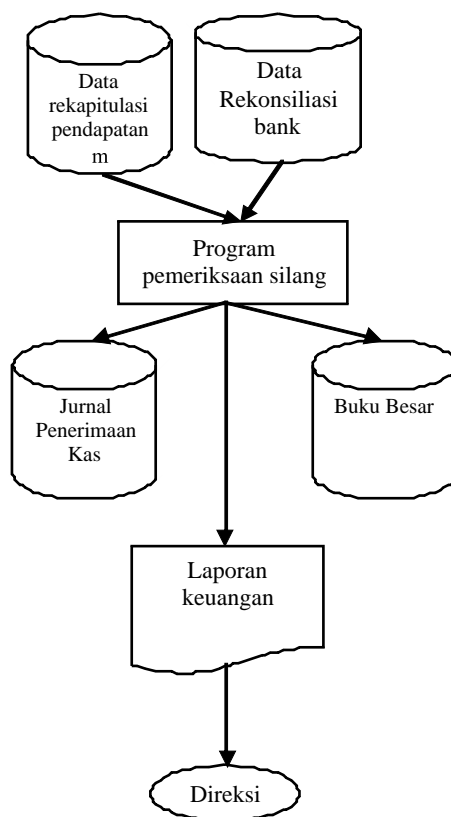 Data
rekapitulasi
pendapatan
m
Data
Rekonsiliasi
bank
Program
pemeriksaan silang
Jurnal
Penerimaan
Kas
Buku Besar
Laporan
keuangan
Direksi